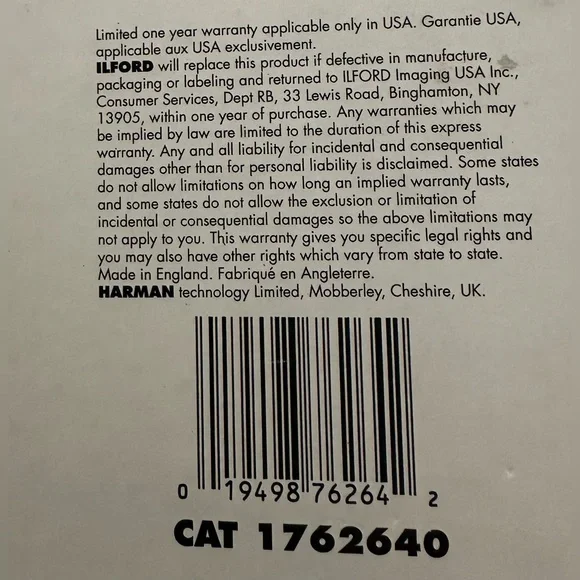 Limited one year warranty applicable only in USA. Garantie USA,
applicable aux USA exclusivement.
ILFORD will replace this product if defective in manufacture,
packaging or labeling and returned to ILFORD Imaging USA Inc.,
Consumer Services, Dept RB, 33 Lewis Road, Binghamton, NY
13905, within one year of purchase. Any warranties which may
be implied by law are limited to the duration of this express
warranty. Any and all liability for incidental and consequential
damages other than for personal liability is disclaimed. Some states
do not allow limitations on how long an implied warranty lasts,
and some states do not allow the exclusion or limitation of
incidental or consequential damages so the above limitations may
not apply to you. This warranty gives you specific legal rights and
you may also have other rights which vary from state to state.
Made in England. Fabriqué en Angleterre.
HARMAN technology Limited, Mobberley, Cheshire, UK.
0 19498 76264 2
CAT 1762640